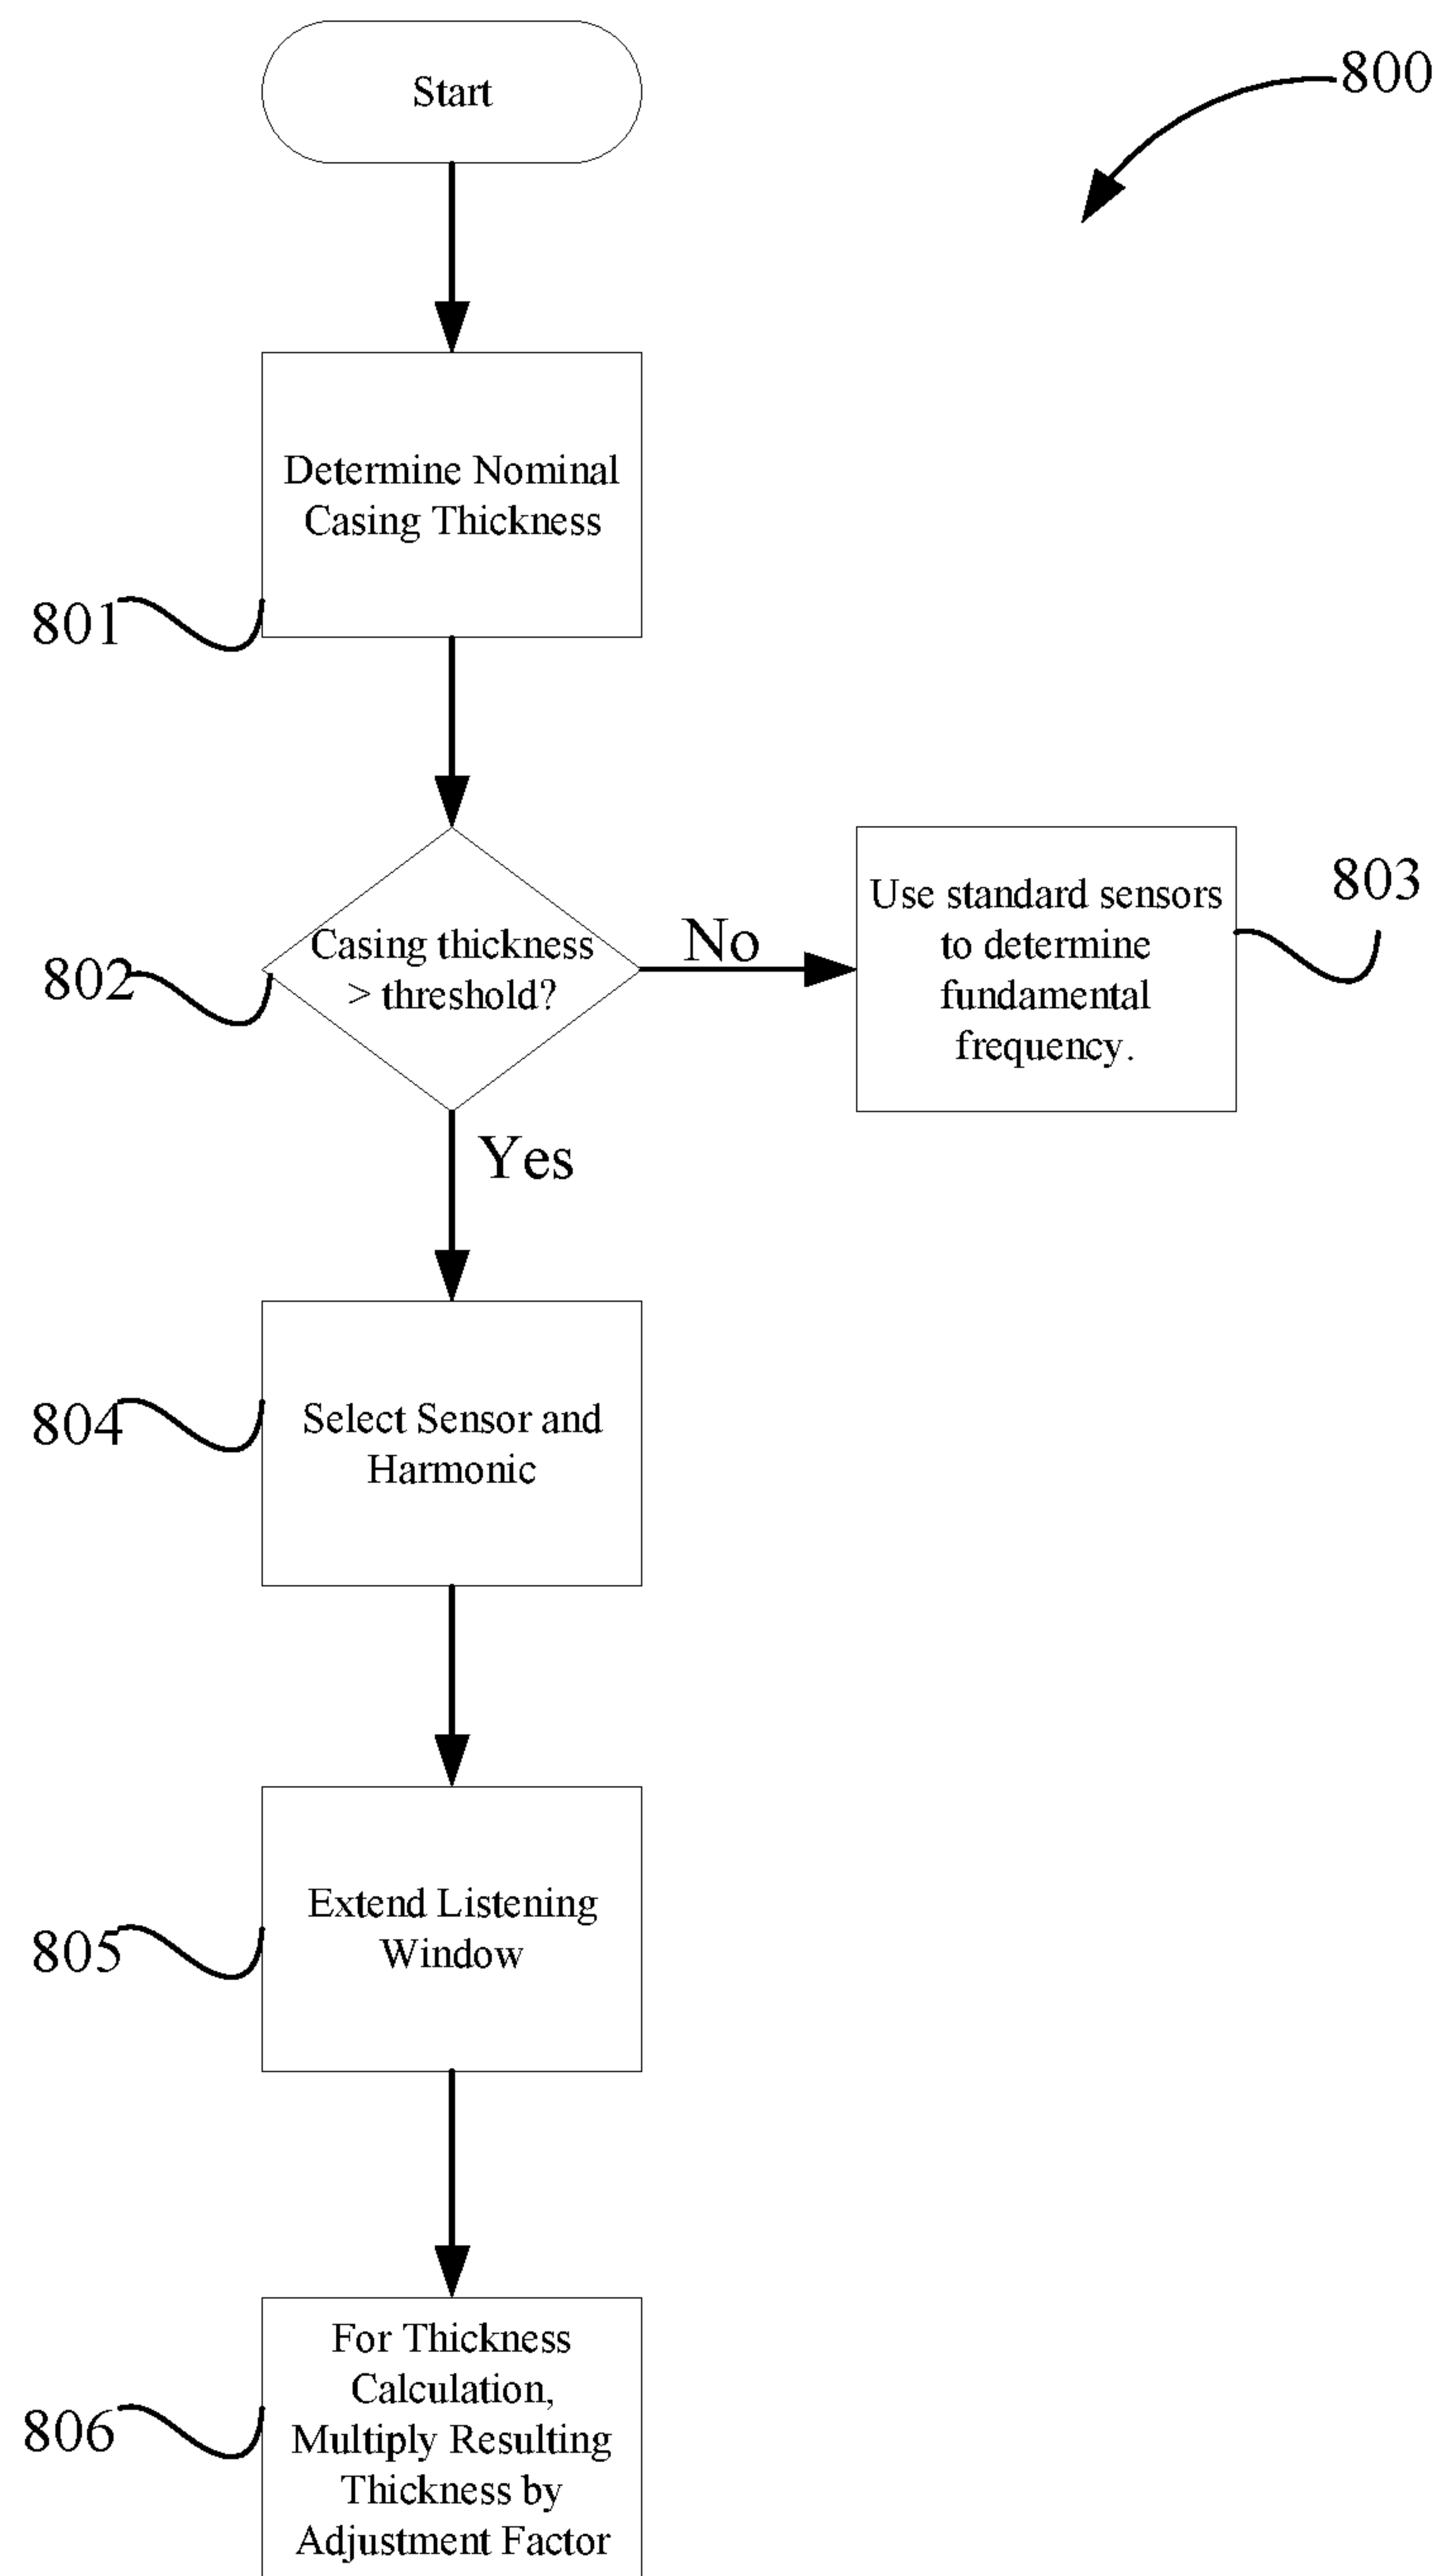 Start
800
Determine Nominal
Casing Thickness
801
Casing thickness
> threshold?
802
No
Use standard sensors
to determine
fundamental
frequency.
803
Yes
Select Sensor and
Harmonic
804
Extend Listening
Window
805
For Thickness
Calculation,
Multiply Resulting
Thickness by
Adjustment Factor
806